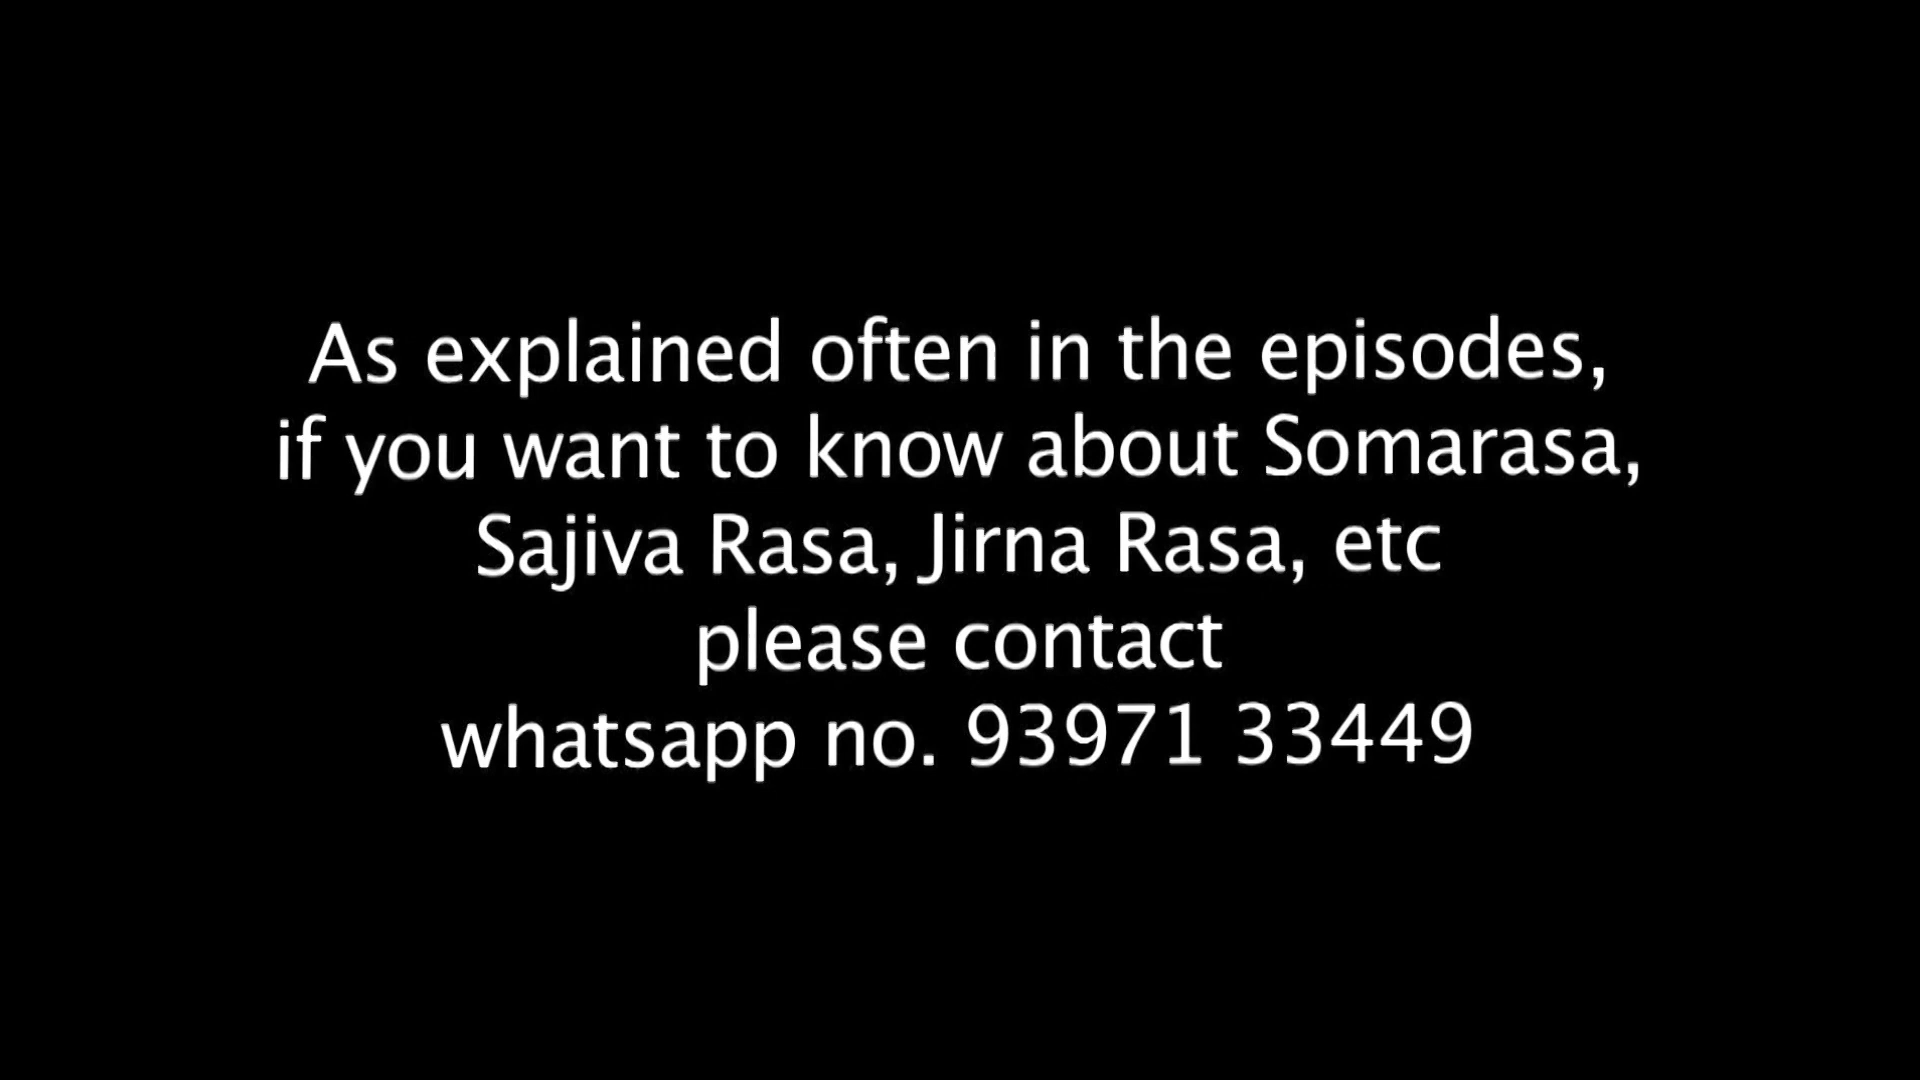 As explained often in the episodes,
if you want to know about Somarasa,
Sajiva Rasa, Jirna Rasa, etc
please contact
whatsapp no. 93971 33449